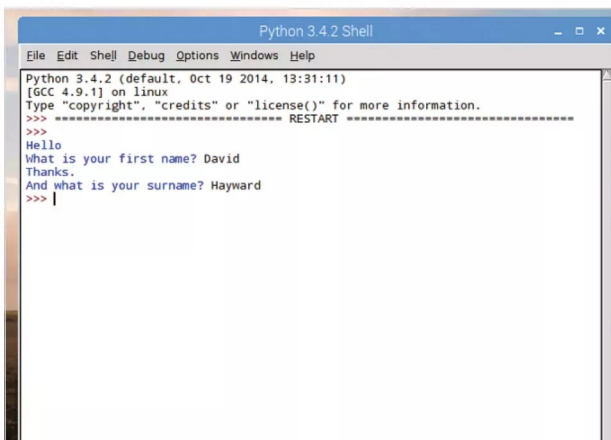 Python 3.4.2 Shell
File Edit Shell Debug Options Windows Help
Python 3.4.2 (default, Oct 19 2014, 13:31:11)
[GCC 4.9.1] on linux
Type "copyright", "credits" or "license()" for more information.
>>> ================================ RESTART ================================
>>>
Hello
What is your first name? David
Thanks.
And what is your surname? Hayward
>>>